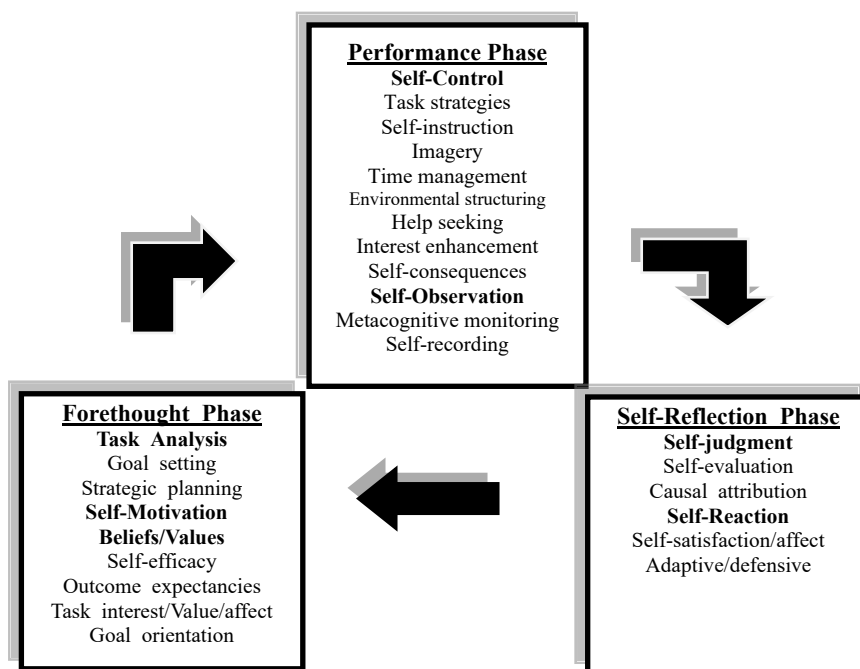 Performance Phase
Self-Control
Task strategies
Self-instruction
Imagery
Time management
Environmental structuring
Help seeking
Interest enhancement
Self-consequences
Self-Observation
Metacognitive monitoring
Self-recording
Forethought Phase
Task Analysis
Goal setting
Strategic planning
Self-Motivation
Beliefs/Values
Self-efficacy
Outcome expectancies
Task interest/Value/affect
Goal orientation
Self-Reflection Phase
Self-judgment
Self-evaluation
Causal attribution
Self-Reaction
Self-satisfaction/affect
Adaptive/defensive